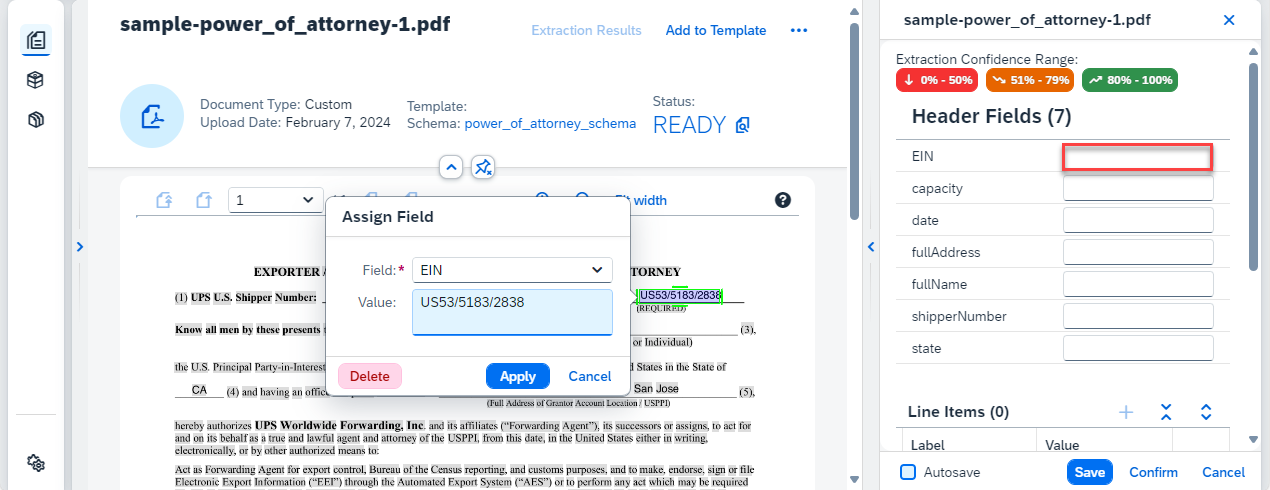 sample-power_of_attorney-1.pdf
Extraction Results
Add to Template
Document Type: Custom
Upload Date: February 7, 2024
Template:
Schema: power_of_attorney_schema
Status:
READY
1
width
Assign Field
Field:*
EIN
Value:
US53/5183/2838
Delete
Apply
Cancel
EXPORTER
TORNEY
(1) UPS U.S. Shipper Number:
US53/5183/2838
(REQUIRED)
Know all men by these presents
(3),
or Individual)
the U.S. Principal Party-in-Interest
States in the State of
CA
(4) and having an office
San Jose
(5),
(Full Address of Grantor Account Location / USPPI)
hereby authorizes UPS Worldwide Forwarding, Inc. and its affiliates (“Forwarding Agent”), its successors or assigns, to act for
and on its behalf as a true and lawful agent and attorney of the USPPI, from this date, in the United States either in writing,
electronically, or by other authorized means to:
Act as Forwarding Agent for export control, Bureau of the Census reporting, and customs purposes, and to make, endorse, sign or file
Electronic Export Information (“EEI”) through the Automated Export System (“AES”) or to perform any act which may be required
sample-power_of_attorney-1.pdf
Extraction Confidence Range:
0% - 50%
51% - 79%
80% - 100%
Header Fields (7)
EIN
capacity
date
fullAddress
fullName
shipperNumber
state
Line Items (0)
Label
Value
Autosave
Save
Confirm
Cancel